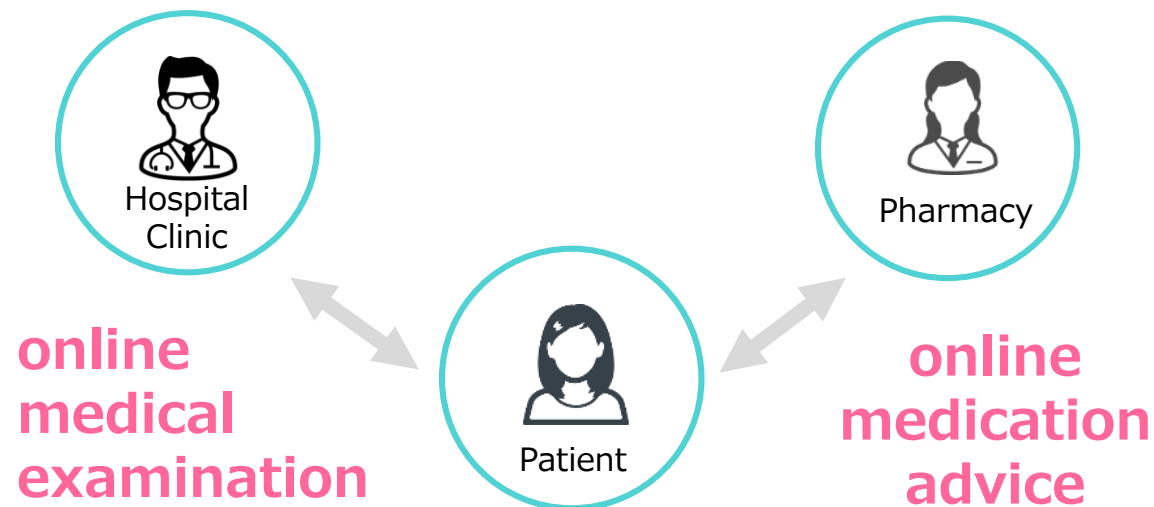 Hospital
Clinic
Pharmacy
online
medical
examination
Patient
online
medication
advice